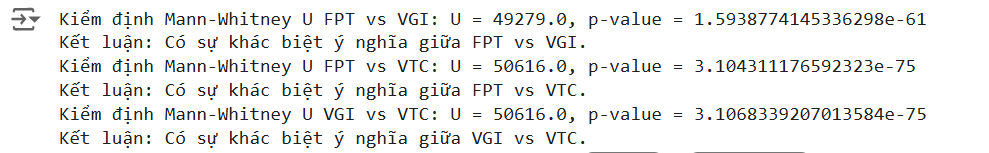 Kiểm định Mann-Whitney U FPT vs VGI: U = 49279.0, p-value = 1.5938774145336298e-61
Kết luận: Có sự khác biệt ý nghĩa giữa FPT vs VGI.
Kiểm định Mann-Whitney U FPT vs VTC: U = 50616.0, p-value = 3.104311176592323e-75
Kết luận: Có sự khác biệt ý nghĩa giữa FPT vs VTC.
Kiểm định Mann-Whitney U VGI vs VTC: U = 50616.0, p-value = 3.1068339207013584e-75
Kết luận: Có sự khác biệt ý nghĩa giữa VGI vs VTC.